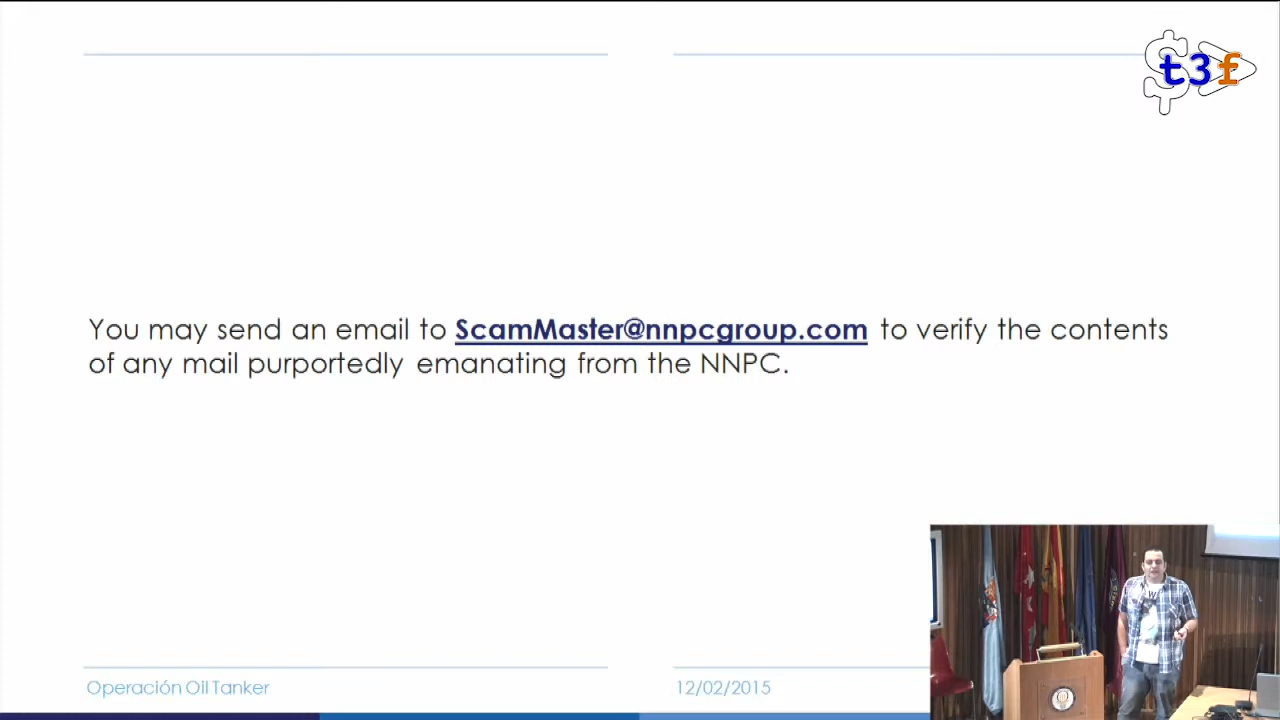 t3f
You may send an email to ScamMaster@nnpcgroup.com to verify the contents
of any mail purportedly emanating from the NNPC.
Operación Oil Tanker
12/02/2015